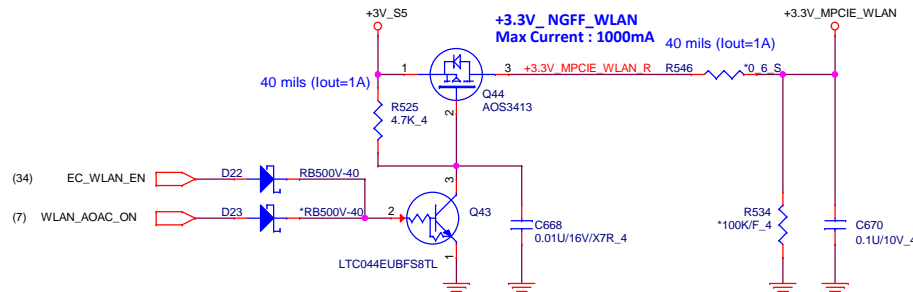 +3V_S5
+3.3V_NGFF_WLAN
Max Current : 1000mA
+3.3V_MPCIE_WLAN
40 mils (Iout=1A)
1
3
+3.3V_MPCIE_WLAN_R
R546
*0_6_S
40 mils (Iout=1A)
Q44
AOS3413
R525
4.7K_4
2
(34)
EC_WLAN_EN
D22
RB500V-40
3
(7)
WLAN_AOAC_ON
D23
*RB500V-40
2
Q43
C668
0.01U/16V/X7R_4
R534
*100K/F_4
C670
0.1U/10V_4
LTC044EUBFS8TL
1